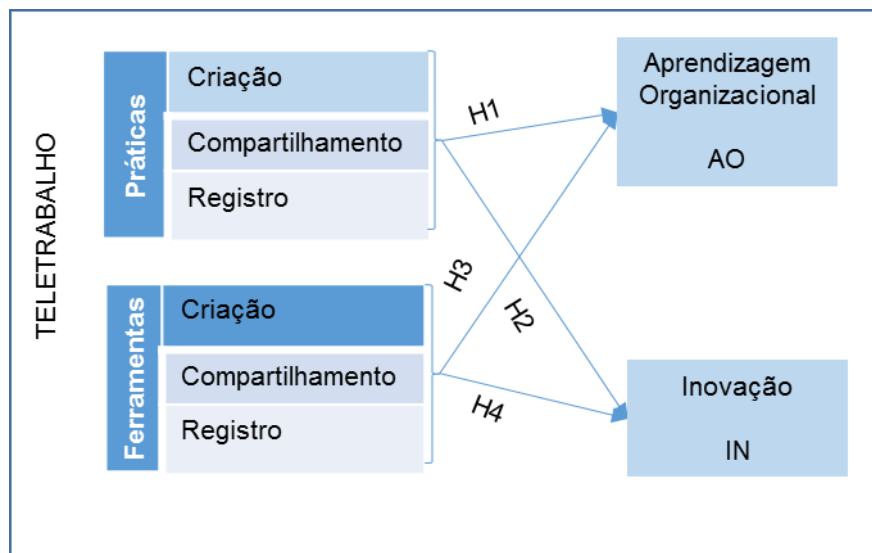 TELETRABALHO
Práticas
Criação
Compartilhamento
Registro
Ferramentas
Criação
Compartilhamento
Registro
H1
H3
H2
H4
Aprendizagem
Organizacional
AO
Inovação
IN